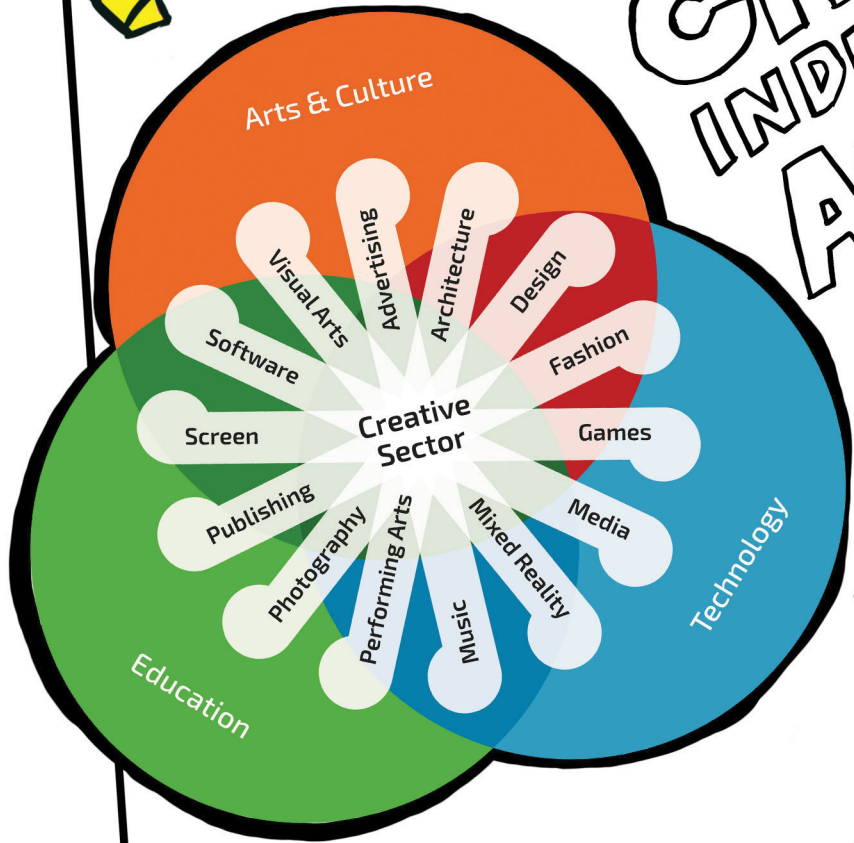 Arts & Culture
Advertising
Architecture
Visual Arts
Design
Software
Fashion
Creative
Sector
Screen
Games
Publishing
Media
Photography
Performing Arts
Music
Mixed Reality
Technology
Education